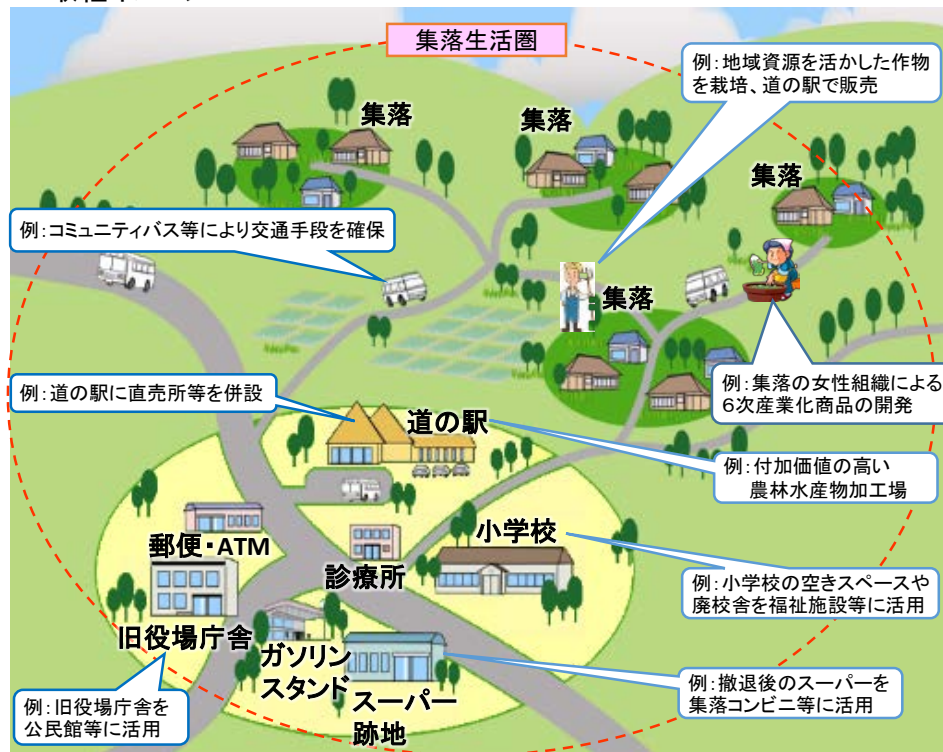 集落生活圏
例：地域資源を活かした作物
を栽培、道の駅で販売
集落
集落
集落
例：コミュニティバス等により交通手段を確保
集落
例：道の駅に直売所等を併設
例：集落の女性組織による
６次産業化商品の開発
道の駅
例：付加価値の高い
農林水産物加工場
小学校
郵便・ATM
診療所
例：小学校の空きスペースや
廃校舎を福祉施設等に活用
旧役場庁舎
ガソリン
スタンド
スーパー
跡地
例：撤退後のスーパーを
集落コンビニ等に活用
例：旧役場庁舎を
公民館等に活用